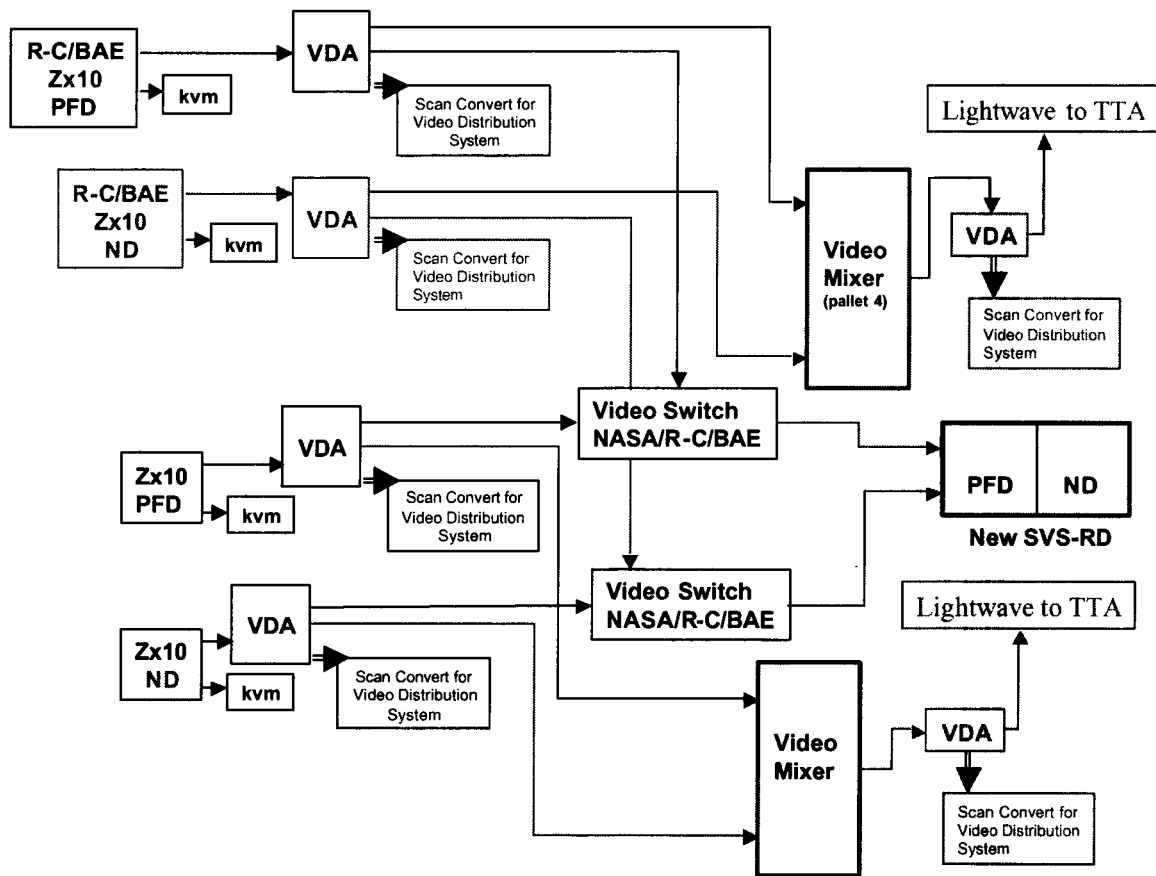 R-C/BAE
Zx10
PFD
kvm
VDA
Scan Convert for
Video Distribution
System
Lightwave to TTA
R-C/BAE
Zx10
ND
kvm
VDA
Scan Convert for
Video Distribution
System
Video
Mixer
(pallet 4)
VDA
Scan Convert for
Video Distribution
System
Zx10
PFD
kvm
VDA
Scan Convert for
Video Distribution
System
Video Switch
NASA/R-C/BAE
PFD
ND
New SVS-RD
Zx10
ND
kvm
VDA
Scan Convert for
Video Distribution
System
Video Switch
NASA/R-C/BAE
Lightwave to TTA
Video
Mixer
VDA
Scan Convert for
Video Distribution
System